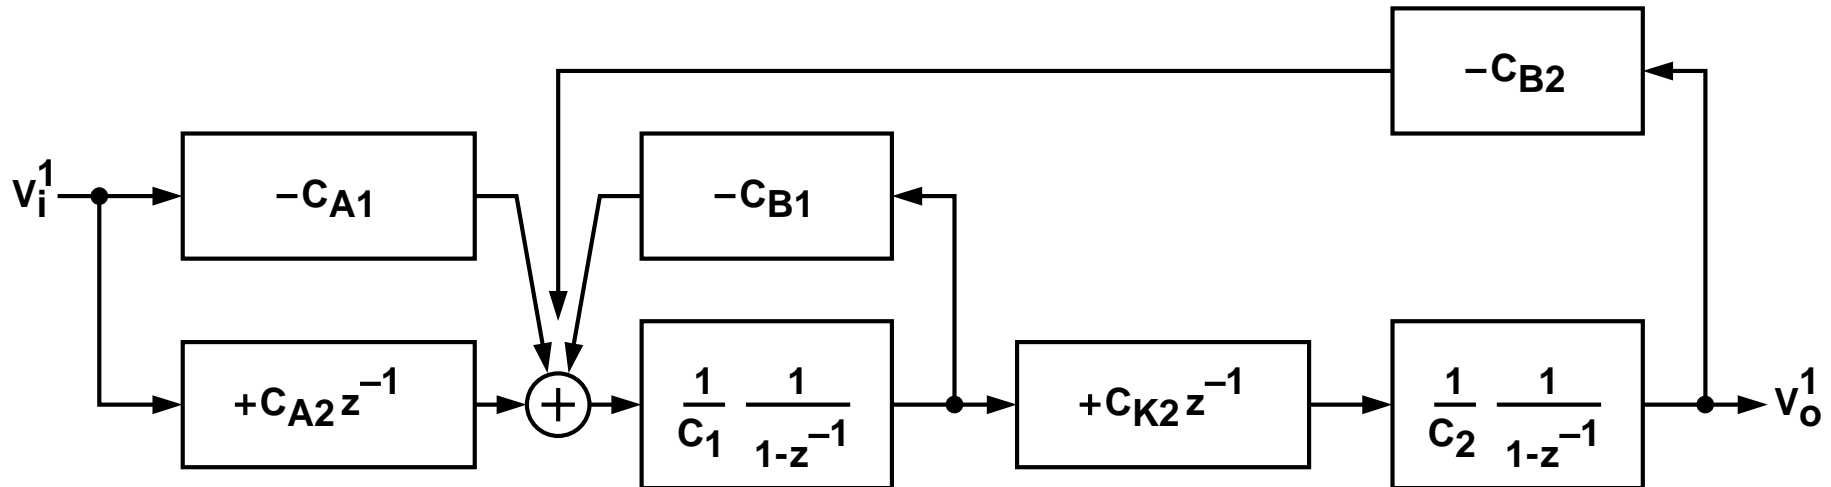 −C_B2
V_i^1
−C_A1
−C_B1
+C_A2 z^−1
+
1/C_1 1/1-z^−1
+C_K2 z^−1
1/C_2 1/1-z^−1
V_o^1